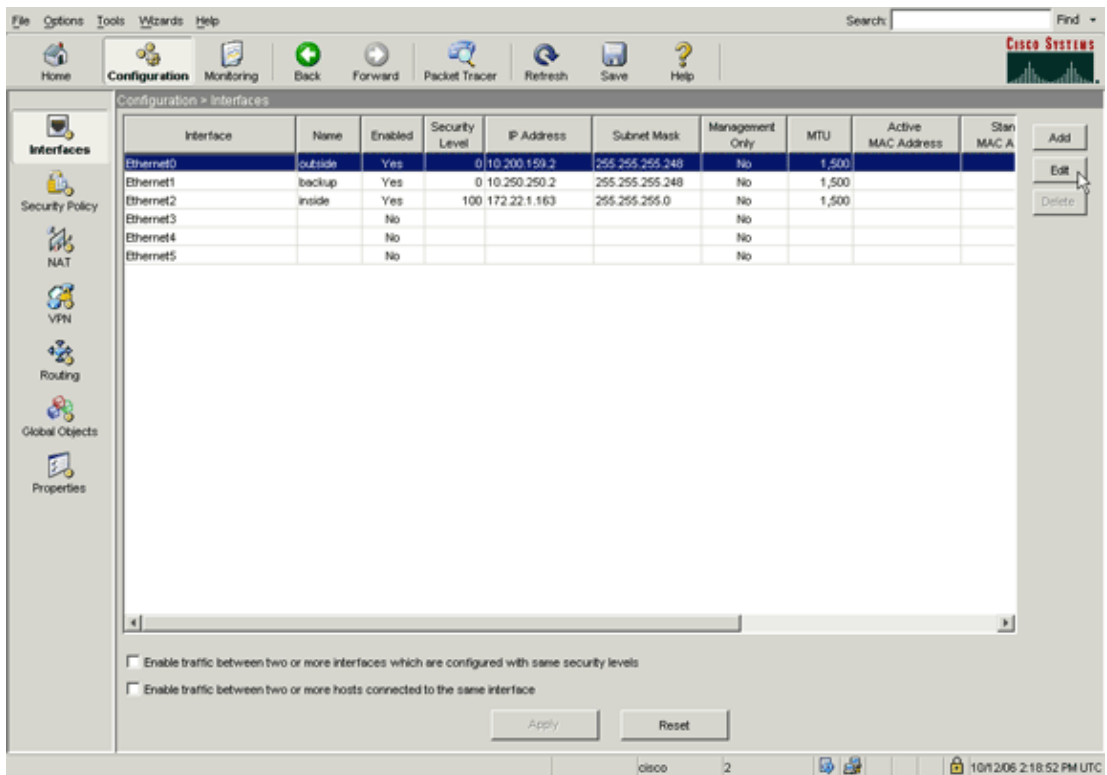 File Options Tools Wizards Help Search: Find
Home Configuration Monitoring Back Forward Packet Tracer Refresh Save Help
CISCO SYSTEMS
Configuration > Interfaces
Interfaces
Security Policy
NAT
VPN
Routing
Global Objects
Properties
Interface Name Enabled Security Level IP Address Subnet Mask Management Only MTU Active MAC Address Stan MAC A
Ethernet0 outside Yes 0 10.200.159.2 255.255.255.248 No 1,500
Ethernet1 backup Yes 0 10.250.250.2 255.255.255.248 No 1,500
Ethernet2 inside Yes 100 172.22.1.163 255.255.255.0 No 1,500
Ethernet3 No No
Ethernet4 No No
Ethernet5 No No
Add
Edit
Delete
Enable traffic between two or more interfaces which are configured with same security levels
Enable traffic between two or more hosts connected to the same interface
Apply Reset
cisco 2 10/12/06 2:18:52 PM UTC